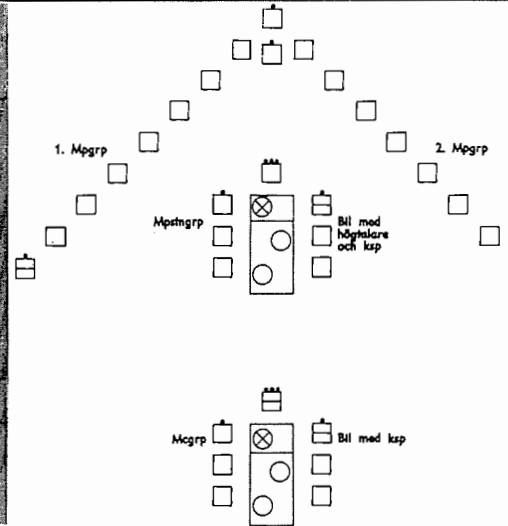 1. Mpgrp
2. Mpgrp
Mpstngrp
Bil med
högtalare
och ksp
Mcgrp
Bil med ksp